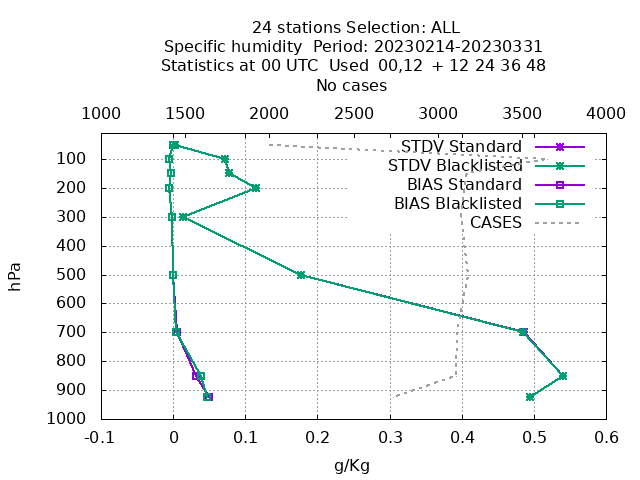 24 stations Selection: ALL
Specific humidity  Period: 20230214-20230331
Statistics at 00 UTC  Used  00,12  + 12 24 36 48
No cases
1000 1500 2000 2500 3000 3500 4000
STDV Standard
STDV Blacklisted
BIAS Standard
BIAS Blacklisted
CASES
100
200
300
400
500
600
700
800
900
1000
hPa
-0.1 0 0.1 0.2 0.3 0.4 0.5 0.6
g/Kg